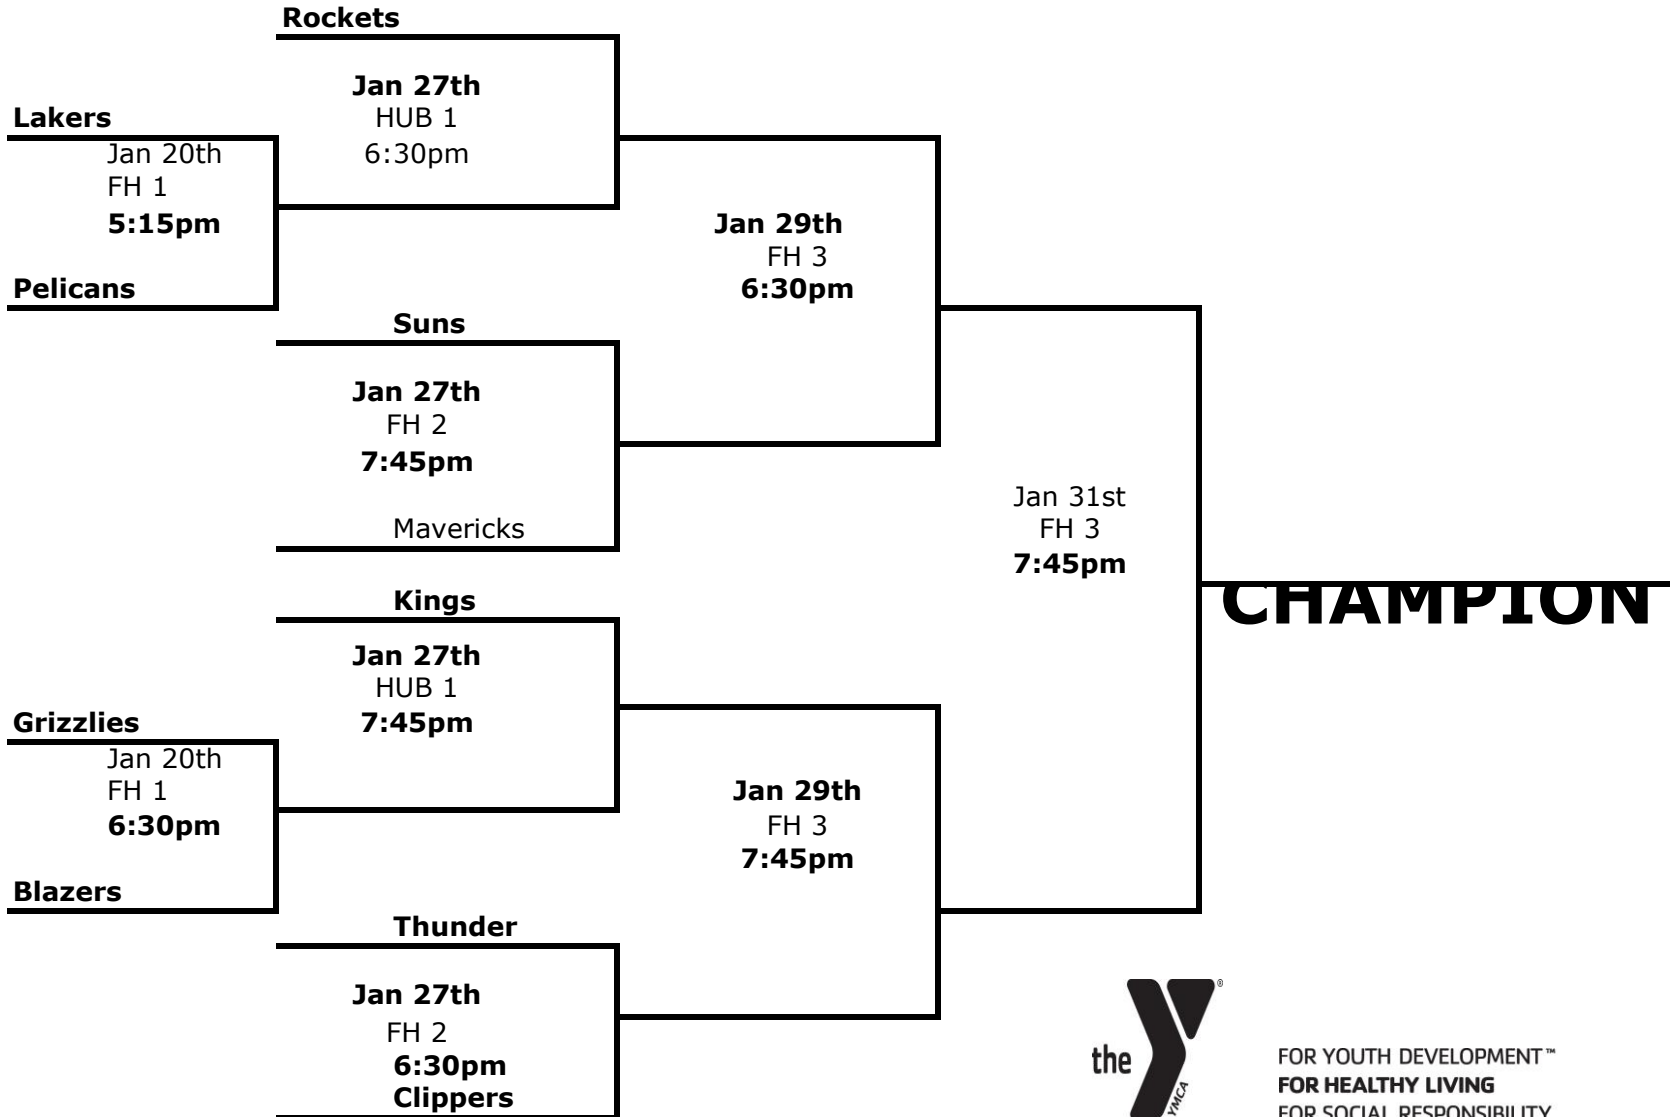 Rockets
Jan 27th
HUB 1
6:30pm
Lakers
Jan 20th
FH 1
5:15pm
Pelicans
Jan 29th
FH 3
6:30pm
Suns
Jan 27th
FH 2
7:45pm
Mavericks
Jan 31st
FH 3
7:45pm
CHAMPION
Kings
Jan 27th
HUB 1
7:45pm
Grizzlies
Jan 20th
FH 1
6:30pm
Blazers
Jan 29th
FH 3
7:45pm
Thunder
Jan 27th
FH 2
6:30pm
Clippers
the Y®
YMCA
FOR YOUTH DEVELOPMENT™
FOR HEALTHY LIVING
FOR SOCIAL RESPONSIBILITY